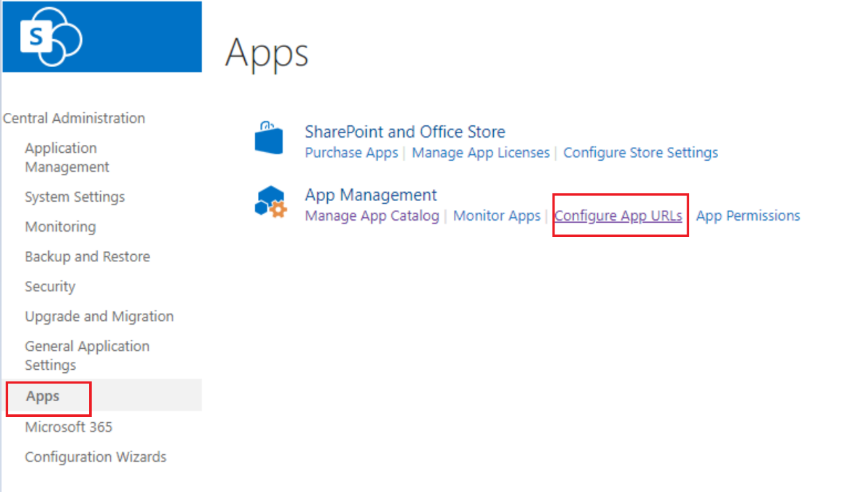 S
Apps
Central Administration
Application
Management
System Settings
Monitoring
Backup and Restore
Security
Upgrade and Migration
General Application
Settings
Apps
Microsoft 365
Configuration Wizards
SharePoint and Office Store
Purchase Apps | Manage App Licenses | Configure Store Settings
App Management
Manage App Catalog | Monitor Apps | Configure App URLs App Permissions